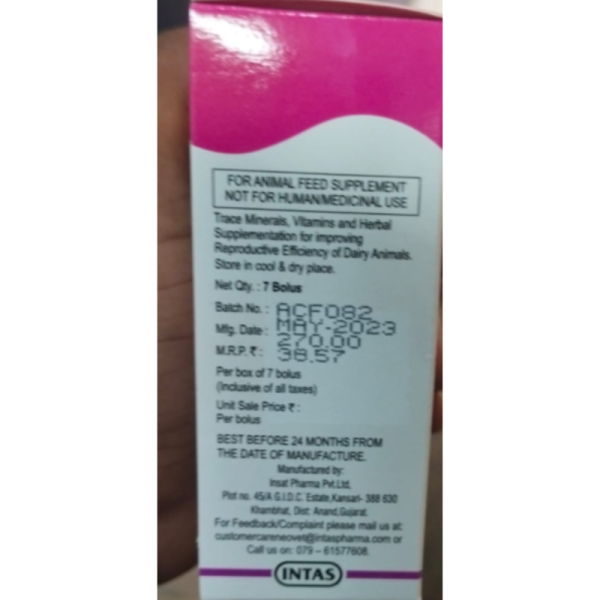 FOR ANIMAL FEED SUPPLEMENT
NOT FOR HUMAN/MEDICINAL USE
Trace Minerals, Vitamins and Herbal
Supplementation for improving
Reproductive Efficiency of Dairy Animals.
Store in cool & dry place.
Net Qty. : 7 Bolus
Batch No. : ACF082
Mfg. Date : MAY-2023
M.R.P. ₹ : 270.00
38.57
Per box of 7 bolus
(Inclusive of all taxes)
Unit Sale Price ₹ :
Per bolus
BEST BEFORE 24 MONTHS FROM
THE DATE OF MANUFACTURE.
Manufactured by:
Insat Pharma Pvt.Ltd.
Plot no. 45/A G.I.D.C. Estate,Kansari- 388 630
Khambhat, Dist: Anand,Gujarat.
For Feedback/Complaint please mail us at:
customercareneovet@intaspharma.com or
Call us on: 079 – 61577608.
INTAS